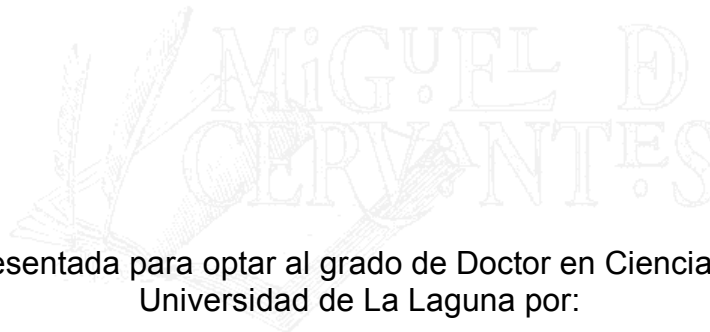 MiGUEL D
CERVANTES
esentada para optar al grado de Doctor en Ciencia
Universidad de La Laguna por: